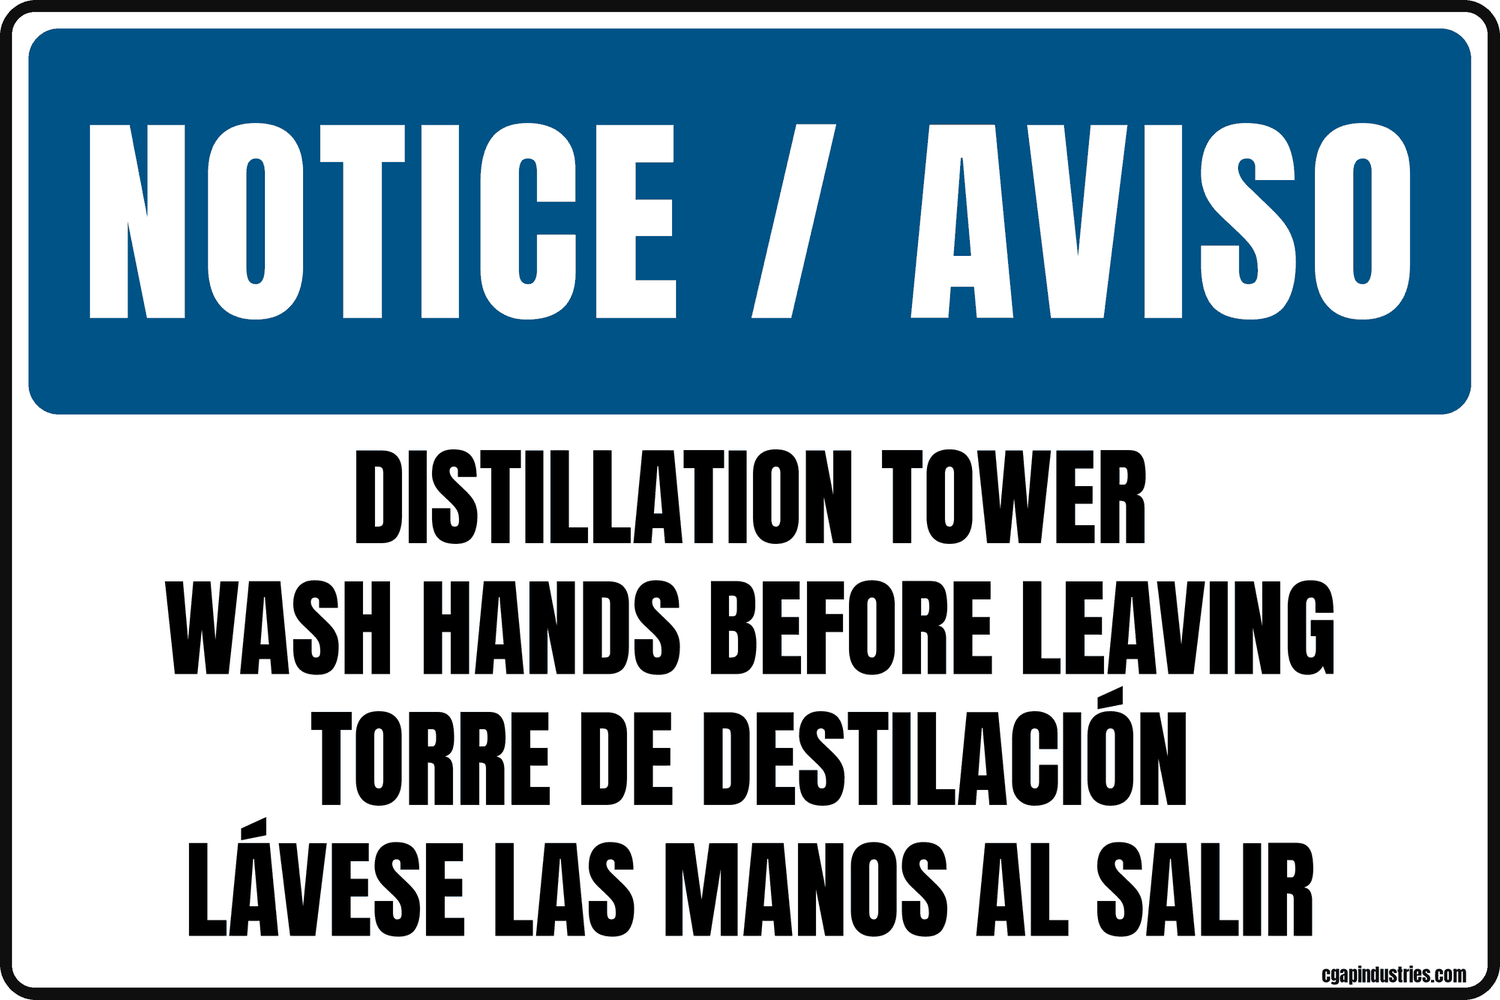 NOTICE / AVISO
DISTILLATION TOWER
WASH HANDS BEFORE LEAVING
TORRE DE DESTILACIÓN
LÁVESE LAS MANOS AL SALIR
cgapindustries.com